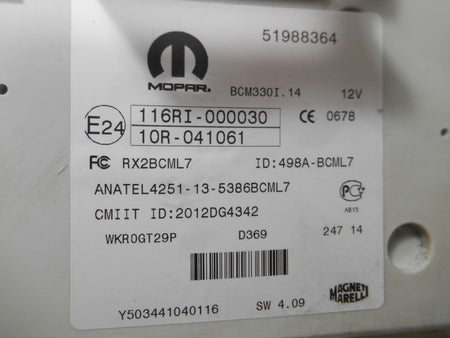 51988364
MOPAR®
BCM330I.14 12V
E24 116RI-000030 CE 0678
10R-041061
FC RX2BCML7 ID:498A-BCML7
ANATEL4251-13-5386BCML7
CMIIT ID:2012DG4342
AB15
WKR0GT29P D369 247 14
MAGNETI
MARELLI
Y503441040116 SW 4.09